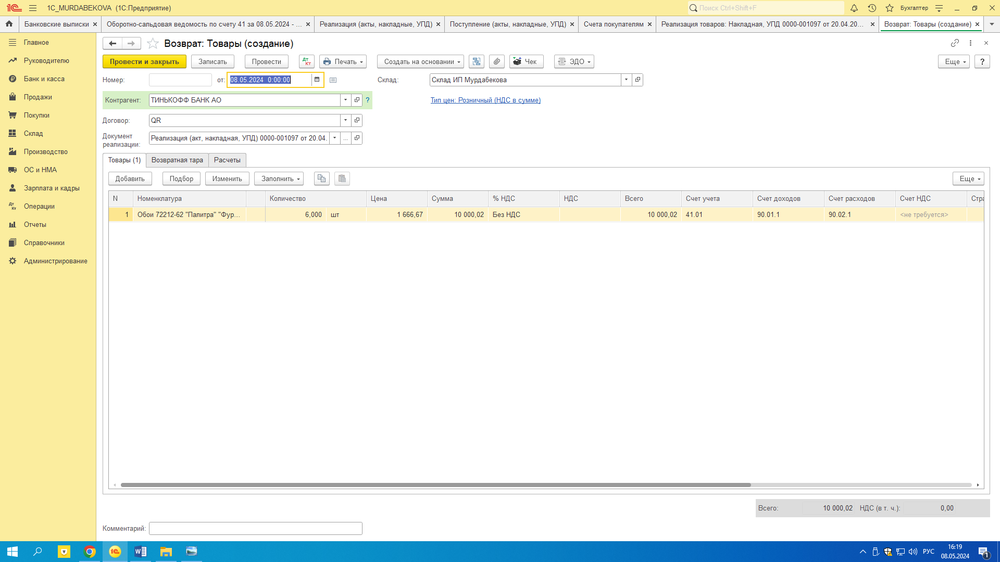 1С_MURDABEKOVA (1С:Предприятие)
Поиск Ctrl+Shift+F
Бухгалтер
Банковские выписки
Оборотно-сальдовая ведомость по счету 41 за 08.05.2024 - ...
Реализация (акты, накладные, УПД)
Поступление (акты, накладные, УПД)
Счета покупателям
Реализация товаров: Накладная, УПД 0000-001097 от 20.04.20...
Возврат: Товары (создание)
Главное
Руководителю
Банк и касса
Продажи
Покупки
Склад
Производство
ОС и НМА
Зарплата и кадры
Операции
Отчеты
Справочники
Администрирование
Возврат: Товары (создание)
Провести и закрыть
Записать
Провести
Дт Кт
Печать
Создать на основании
Чек
ЭДО
Еще
?
Номер:
от: 08.05.2024 0:00:00
Склад: Склад ИП Мурдабекова
Контрагент: ТИНЬКОФФ БАНК АО ?
Тип цен: Розничный (НДС в сумме)
Договор: QR
Документ реализации: Реализация (акт, накладная, УПД) 0000-001097 от 20.04. ...
Товары (1) Возвратная тара Расчеты
Добавить Подбор Изменить Заполнить Еще
N Номенклатура Количество Цена Сумма % НДС НДС Всего Счет учета Счет доходов Счет расходов Счет НДС Стра
1 Обои 72212-62 "Палитра" "Фур... 6,000 шт 1 666,67 10 000,02 Без НДС 10 000,02 41.01 90.01.1 90.02.1 <не требуется>
Всего: 10 000,02 НДС (в т. ч.): 0,00
Комментарий:
РУС
16:19
08.05.2024
1